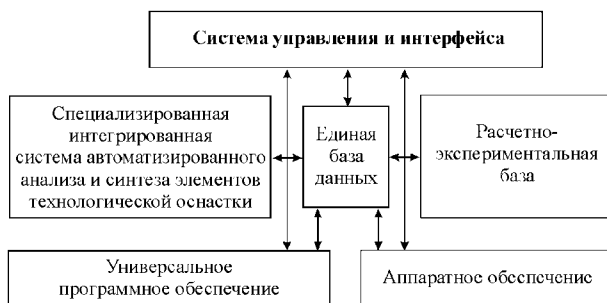 Система управления и интерфейса
Специализированная
интегрированная
система автоматизированного
анализа и синтеза элементов
технологической оснастки
Единая
база
данных
Расчетно-
экспериментальная
база
Универсальное
программное обеспечение
Аппаратное обеспечение